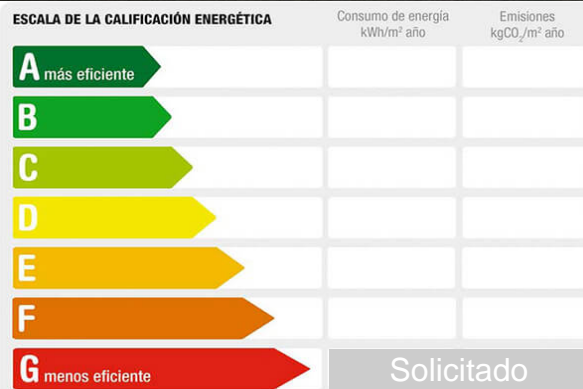 ESCALA DE LA CALIFICACIÓN ENERGÉTICA
Consumo de energía
kWh/m² año
Emisiones
kgCO₂/m² año
A más eficiente
B
C
D
E
F
G menos eficiente
Solicitado